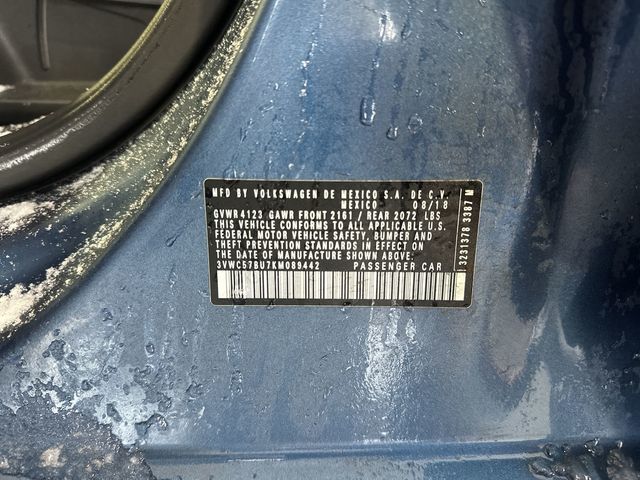 MFD BY VOLKSWAGEN DE MEXICO S.A. DE C.V.
MEXICO 08/18
GVWR 4123 GAWR FRONT 2161 / REAR 2072 LBS
THIS VEHICLE CONFORMS TO ALL APPLICABLE U.S.
FEDERAL MOTOR VEHICLE SAFETY, BUMPER AND
THEFT PREVENTION STANDARDS IN EFFECT ON
THE DATE OF MANUFACTURE SHOWN ABOVE:
3VWC57BU7KM089442 PASSENGER CAR
3231378 3387 M